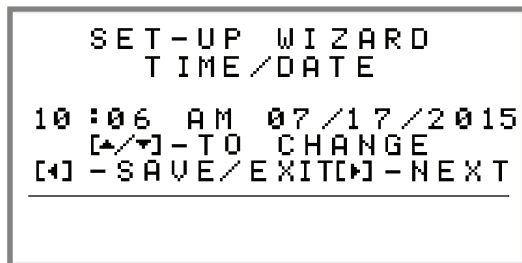 SET-UP WIZARD
TIME/DATE
10:06 AM 07/17/2015
[▲/▼]-TO CHANGE
[◀]-SAVE/EXIT[▶]-NEXT